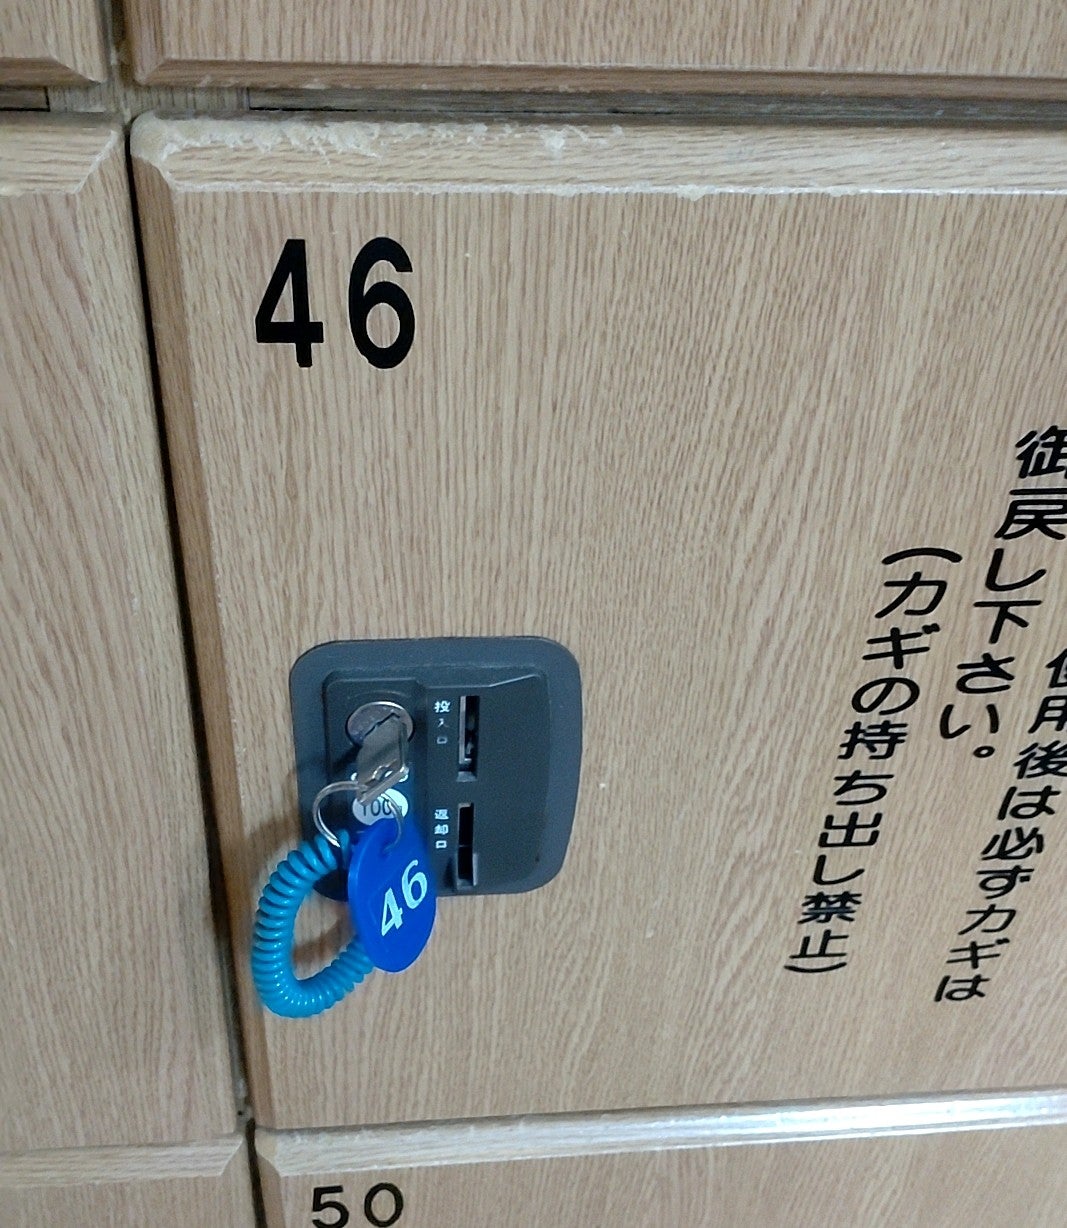 46
使用後は必ずカギは
御戻し下さい。
(カギの持ち出し禁止)
投入口
100
返却口
46
50